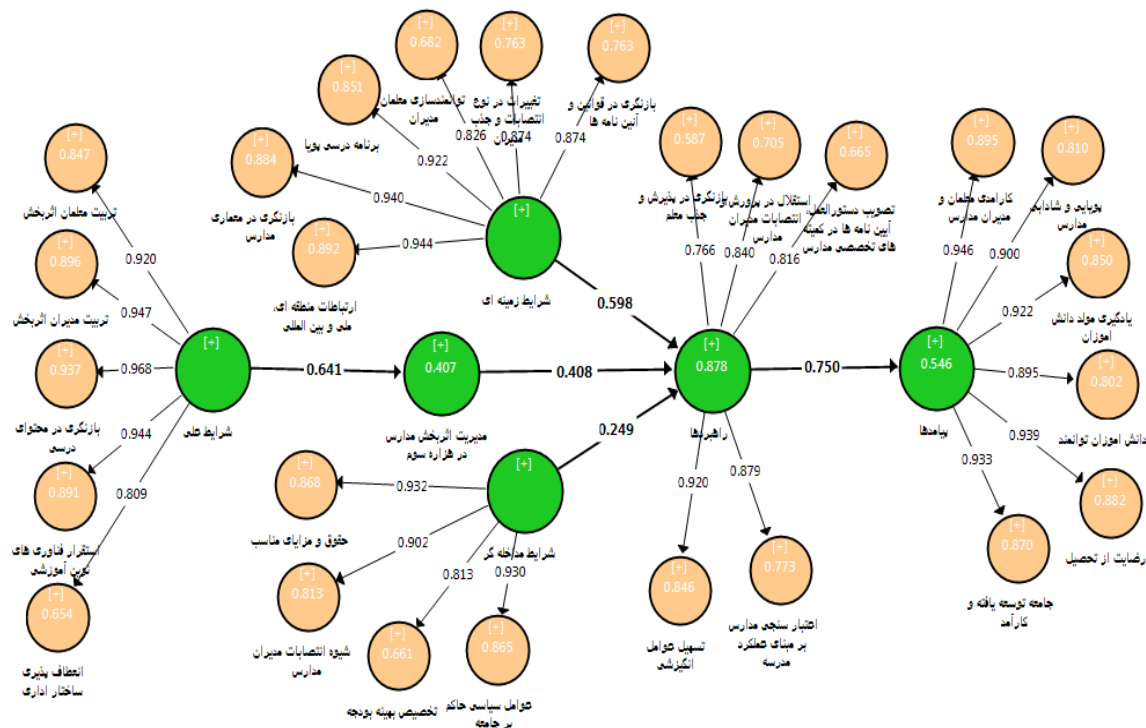 [+]
0.847
تربیت معلمان اثربخش
[+]
0.896
تربیت مدیران اثربخش
[+]
0.937
بازنگری در محتوای
درسی
[+]
0.891
استقرار فناوری های
نوین آموزشی
[+]
0.654
انعطاف پذیری
ساختار اداری
0.920
0.947
0.968
0.944
0.809
[+]
شرایط علی
0.641
[+]
0.892
ارتباطات منطقه ای،
ملی و بین المللی
[+]
0.884
بازنگری در معماری
مدارس
[+]
0.851
برنامه درسی پویا
[+]
0.682
توانمندسازی معلمان
مدیران
[+]
0.763
تغییرات در نوع
انتصابات و جذب
مدیران
[+]
0.763
بازنگری در قوانین و
آئین نامه ها
0.944
0.940
0.922
0.826
0.874
0.874
[+]
شرایط زمینه ای
0.598
[+]
0.407
مدیریت اثربخش مدارس
در هزاره سوم
0.408
[+]
شرایط مداخله گر
0.249
0.932
0.902
0.813
0.930
[+]
0.868
حقوق و مزایای مناسب
[+]
0.813
شیوه انتصابات مدیران
مدارس
[+]
0.661
تخصیص بهینه بودجه
[+]
0.865
عوامل سیاسی حاکم
بر جامعه
[+]
0.587
بازنگری در پذیرش و
جذب معلم
[+]
0.705
استقلال در پرورش
انتصابات مدیران
مدارس
[+]
0.665
تصویب دستورالعمل،
آیین نامه ها در کمیته
های تخصصی مدارس
0.766
0.840
0.816
[+]
0.878
راهبردها
0.920
0.879
[+]
0.846
تسهیل عوامل
انگیزشی
[+]
0.773
اعتبار سنجی مدارس
بر مبنای عملکرد
مدرسه
0.750
[+]
0.546
پیامدها
0.946
0.900
0.922
0.895
0.939
0.933
[+]
0.895
کارامدی معلمان و
مدیران مدارس
[+]
0.810
پویایی و شادابی
مدارس
[+]
0.850
یادگیری مولد دانش
اموزان
[+]
0.802
دانش اموزان توانمند
[+]
0.882
رضایت از تحصیل
[+]
0.870
جامعه توسعه یافته و
کارآمد